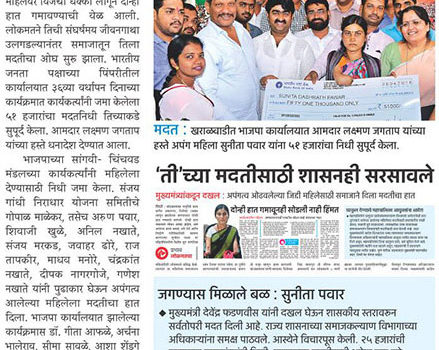 महिलेवर विजेचा धक्का लागून दोन्ही
हात गमावण्याची वेळ आली.
लोकमतने तिची संघर्षमय जीवनगाथा
उलगडल्यानंतर समाजातून तिला
मदतीचा ओघ सुरू झाला. भारतीय
जनता पक्षाच्या पिंपरीतील
कार्यालयात ३६व्या वर्धापन दिनाच्या
कार्यक्रमात कार्यकर्त्यांनी जमा केलेला
५१ हजारांचा मदतनिधी तिच्याकडे
सुपूर्द केला. आमदार लक्ष्मण जगताप
यांच्या हस्ते धनादेश देण्यात आला.
भाजपाच्या सांगवी- चिंचवड
मंडलच्या कार्यकर्त्यांनी महिलेला
देण्यासाठी निधी जमा केला. संजय
गांधी निराधार योजना समितीचे
गोपाळ माळेकर, तसेच अरुण पवार,
शिवाजी खुळे, अनिल नखाते,
संजय मरकड, जवाहर ढोरे, राज
तापकीर, माधव मनोरे, चंद्रकांत
नखाते, दीपक नागरगोजे, गणेश
नखाते यांनी पुढाकार घेऊन अपंगत्व
आलेल्या महिलेला मदतीचा हात
दिला. भाजपा कार्यालयात झालेल्या
कार्यक्रमास डॉ. गीता आफळे, अर्चना
भालेराव, सीमा सावळे, आशा शेंडगे
SUNITA DASHRATH PAWAR
FIFTY ONE THOUSAND ONLY
51000/-
मदत : खराळवाडीत भाजपा कार्यालयात आमदार लक्ष्मण जगताप यांच्या
हस्ते अपंग महिला सुनीता पवार यांना ५१ हजारांचा निधी सुपूर्द केला.
‘ती’च्या मदतीसाठी शासनही सरसावले
मुख्यमंत्र्यांकडून दखल : अपंगत्व ओढवलेल्या जिद्दी महिलेसाठी समाजाने दिला मदतीचा हात
दोन्ही हात गमावूनही सोडली नाही हिंमत
जगण्यास मिळाले बळ : सुनीता पवार
मुख्यमंत्री देवेंद्र फडणवीस यांनी दखल घेऊन शासकीय स्तरावरून
सर्वतोपरी मदत दिली आहे. राज्य शासनाच्या समाजकल्याण विभागाच्या
अधिकाऱ्यांना समक्ष पाठवले. आस्थेने विचारपूस केली. २५ हजारांची